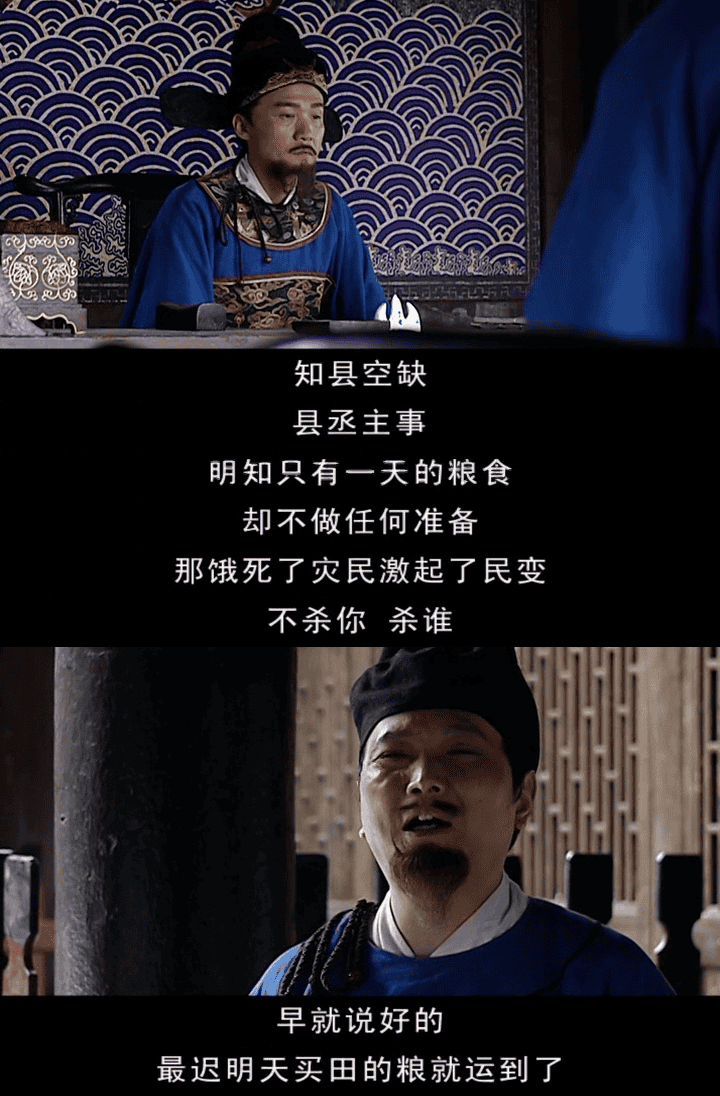 知县空缺
县丞主事
明知只有一天的粮食
却不做任何准备
那饿死了灾民激起了民变
不杀你 杀谁
早就说好的
最迟明天买田的粮就运到了